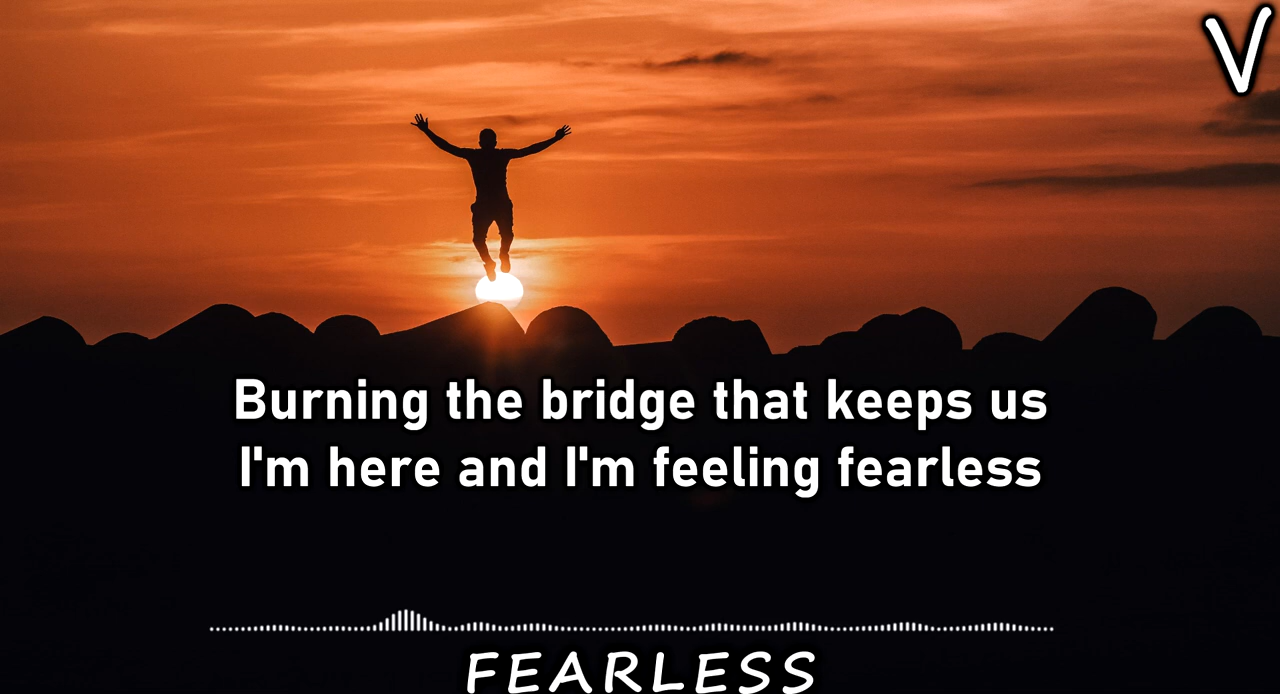 V
Burning the bridge that keeps us
I'm here and I'm feeling fearless
FEARLESS